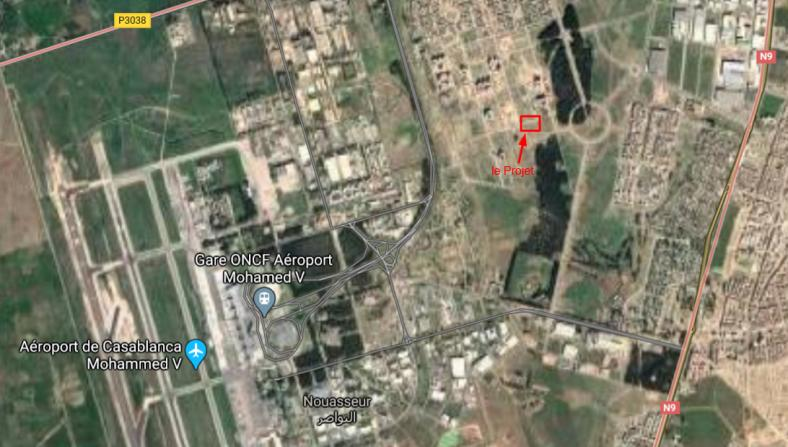 P3038
N9
le Projet
Gare ONCF Aéroport
Mohamed V
Aéroport de Casablanca
Mohammed V
Nouasseur
النواصر
N9